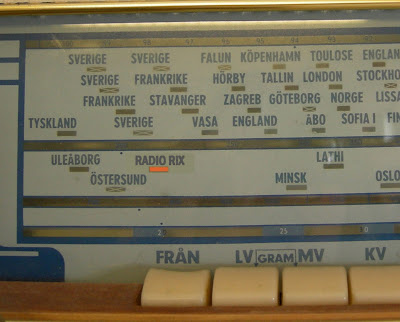 SVERIGE SVERIGE FALUN KÖPENHAMN TOULOSE ENGLAN
SVERIGE FRANKRIKE HÖRBY TALLIN LONDON STOCKHO
FRANKRIKE STAVANGER ZAGREB GÖTEBORG NORGE LISSA
TYSKLAND SVERIGE VASA ENGLAND ÅBO SOFIA I FIN
ULEÅBORG RADIO RIX LATHI
ÖSTERSUND MINSK OSLO
FRÅN LV GRAM MV KV